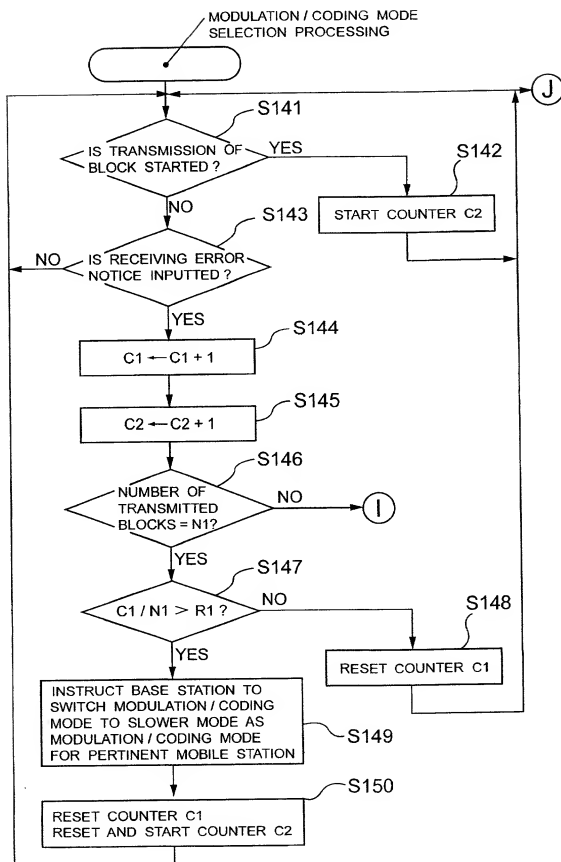 MODULATION / CODING MODE
SELECTION PROCESSING
J
S141
IS TRANSMISSION OF
BLOCK STARTED ?
YES
S142
START COUNTER C2
NO
S143
IS RECEIVING ERROR
NOTICE INPUTTED ?
NO
YES
S144
C1 ← C1 + 1
S145
C2 ← C2 + 1
S146
NUMBER OF
TRANSMITTED
BLOCKS = N1?
NO
I
YES
S147
C1 / N1 > R1 ?
NO
S148
RESET COUNTER C1
YES
INSTRUCT BASE STATION TO
SWITCH MODULATION / CODING
MODE TO SLOWER MODE AS
MODULATION / CODING MODE
FOR PERTINENT MOBILE STATION
S149
S150
RESET COUNTER C1
RESET AND START COUNTER C2